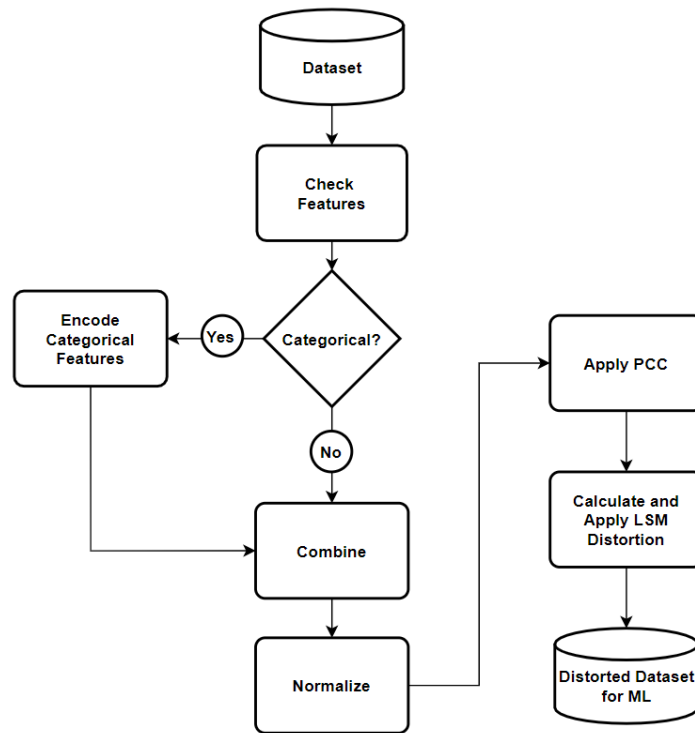 Dataset
Check
Features
Categorical?
Yes
Encode
Categorical
Features
No
Combine
Normalize
Apply PCC
Calculate and
Apply LSM
Distortion
Distorted Dataset
for ML